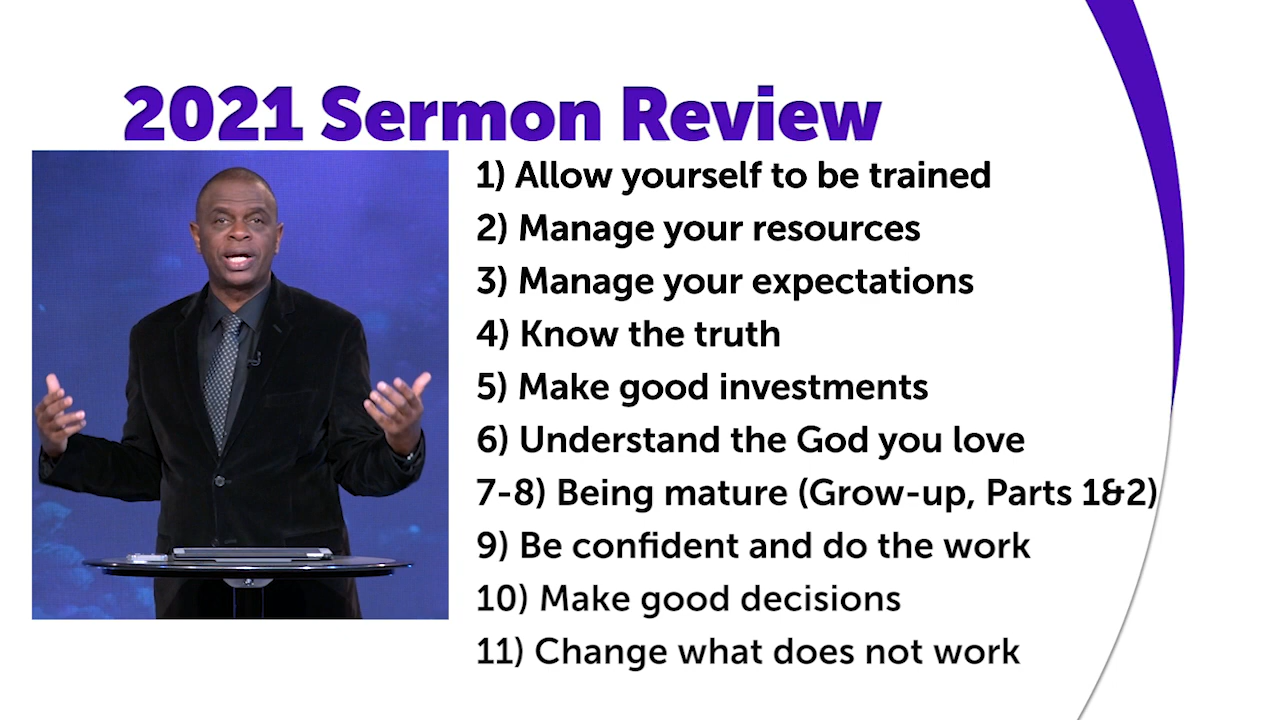 2021 Sermon Review
1) Allow yourself to be trained
2) Manage your resources
3) Manage your expectations
4) Know the truth
5) Make good investments
6) Understand the God you love
7-8) Being mature (Grow-up, Parts 1&2)
9) Be confident and do the work
10) Make good decisions
11) Change what does not work